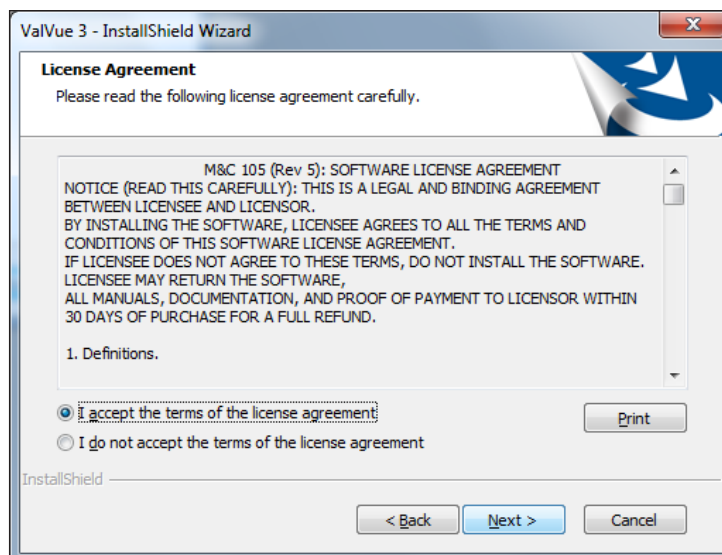 ValVue 3 - InstallShield Wizard
License Agreement
Please read the following license agreement carefully.
M&C 105 (Rev 5): SOFTWARE LICENSE AGREEMENT
NOTICE (READ THIS CAREFULLY): THIS IS A LEGAL AND BINDING AGREEMENT
BETWEEN LICENSEE AND LICENSOR.
BY INSTALLING THE SOFTWARE, LICENSEE AGREES TO ALL THE TERMS AND
CONDITIONS OF THIS SOFTWARE LICENSE AGREEMENT.
IF LICENSEE DOES NOT AGREE TO THESE TERMS, DO NOT INSTALL THE SOFTWARE.
LICENSEE MAY RETURN THE SOFTWARE,
ALL MANUALS, DOCUMENTATION, AND PROOF OF PAYMENT TO LICENSOR WITHIN
30 DAYS OF PURCHASE FOR A FULL REFUND.
1. Definitions.
I accept the terms of the license agreement
Print
I do not accept the terms of the license agreement
InstallShield
< Back Next > Cancel